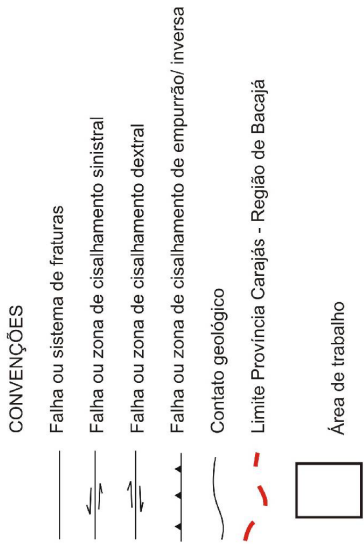 CONVENÇÕES
Falha ou sistema de fraturas
Falha ou zona de cisalhamento sinistral
Falha ou zona de cisalhamento dextral
Falha ou zona de cisalhamento de empurrão/ inversa
Contato geológico
Limite Província Carajás - Região de Bacajá
Área de trabalho